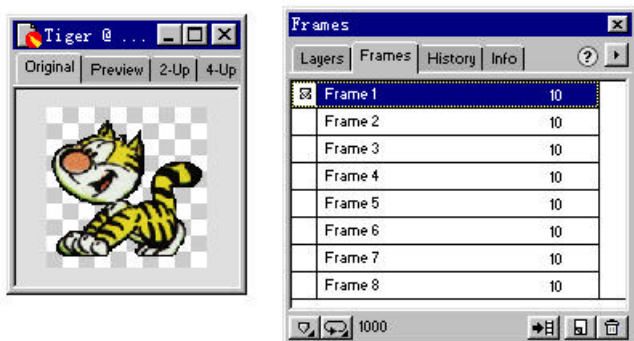 Tiger @ ...
Original Preview 2-Up 4-Up
Frames
Layers Frames History Info ?
Frame 1 10
Frame 2 10
Frame 3 10
Frame 4 10
Frame 5 10
Frame 6 10
Frame 7 10
Frame 8 10
1000